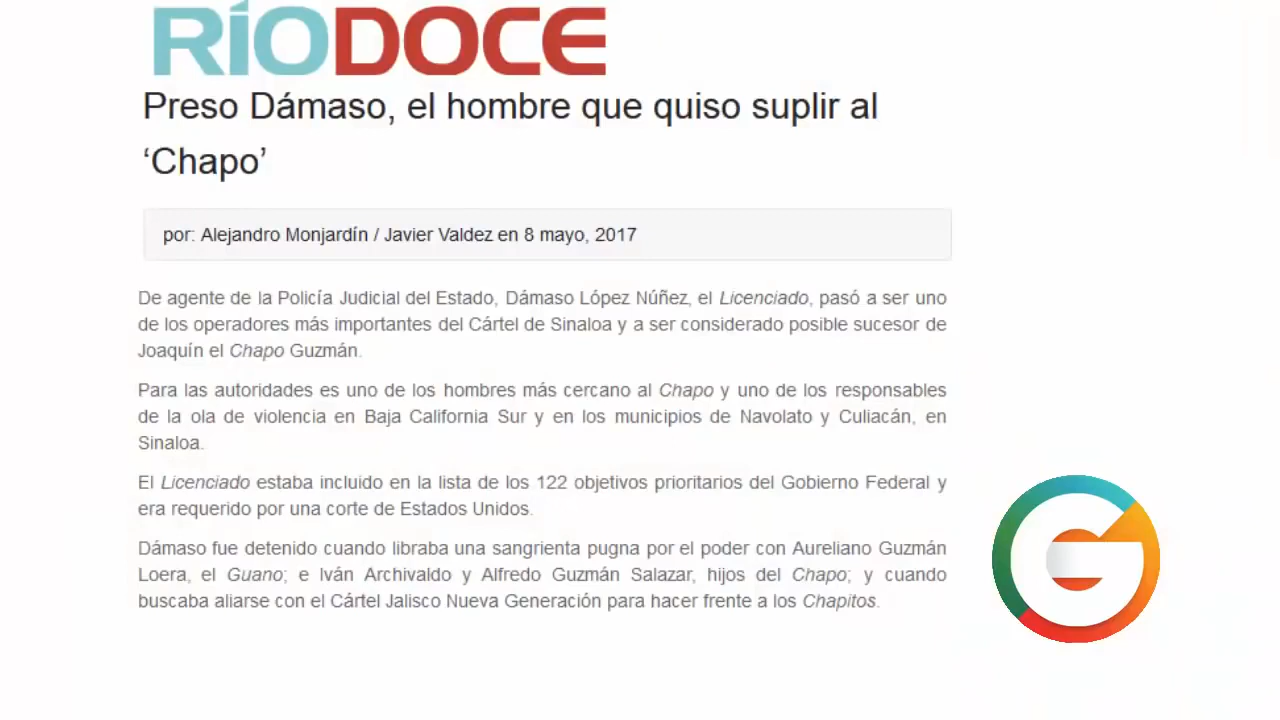 RÍODOCE
Preso Dámaso, el hombre que quiso suplir al
‘Chapo’
por: Alejandro Monjardín / Javier Valdez en 8 mayo, 2017
De agente de la Policía Judicial del Estado, Dámaso López Núñez, el Licenciado, pasó a ser uno
de los operadores más importantes del Cártel de Sinaloa y a ser considerado posible sucesor de
Joaquín el Chapo Guzmán.
Para las autoridades es uno de los hombres más cercano al Chapo y uno de los responsables
de la ola de violencia en Baja California Sur y en los municipios de Navolato y Culiacán, en
Sinaloa.
El Licenciado estaba incluido en la lista de los 122 objetivos prioritarios del Gobierno Federal y
era requerido por una corte de Estados Unidos.
Dámaso fue detenido cuando libraba una sangrienta pugna por el poder con Aureliano Guzmán
Loera, el Guano; e Iván Archivaldo y Alfredo Guzmán Salazar, hijos del Chapo; y cuando
buscaba aliarse con el Cártel Jalisco Nueva Generación para hacer frente a los Chapitos.
G